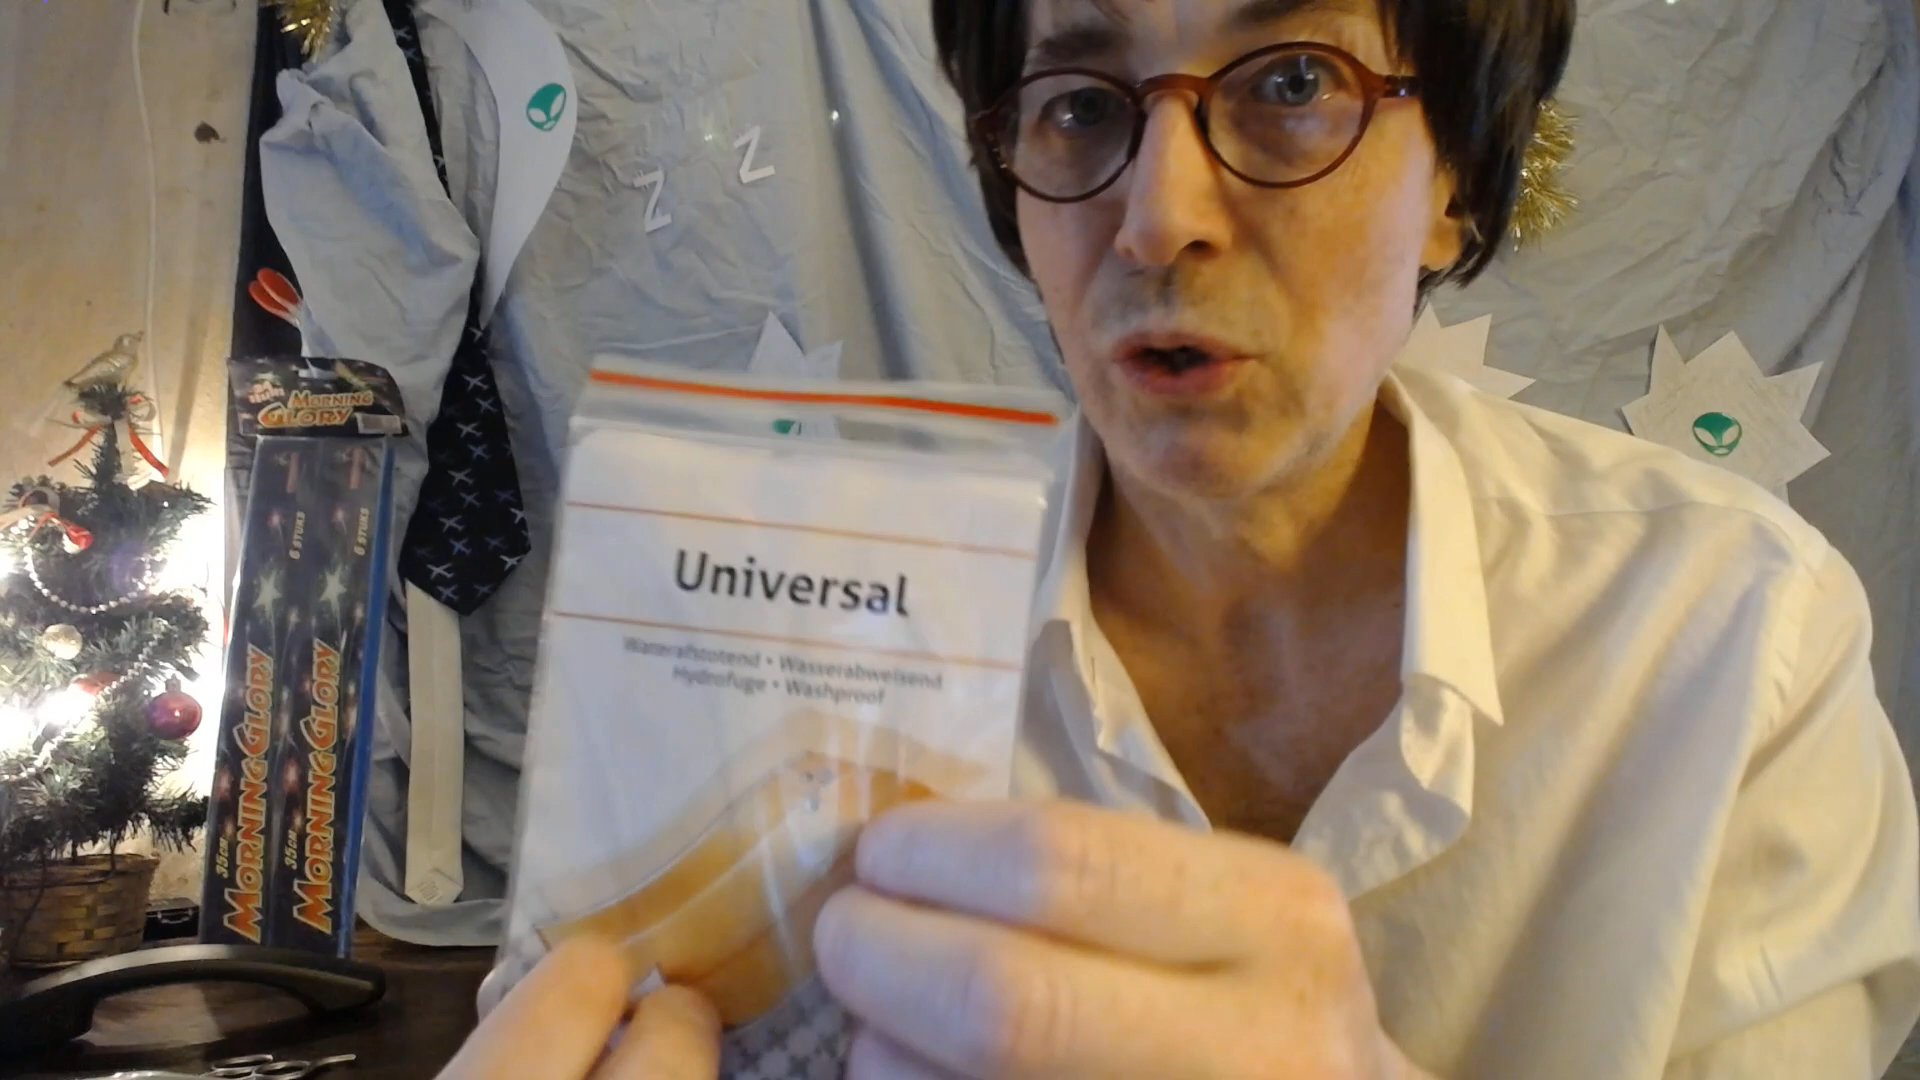 Z
Z
MORNING
GLORY
6 STUKS
6 STUKS
35cm MORNING GLORY
35cm MORNING GLORY
Universal
Waterafstotend • Wasserabweisend
Hydrofuge • Washproof